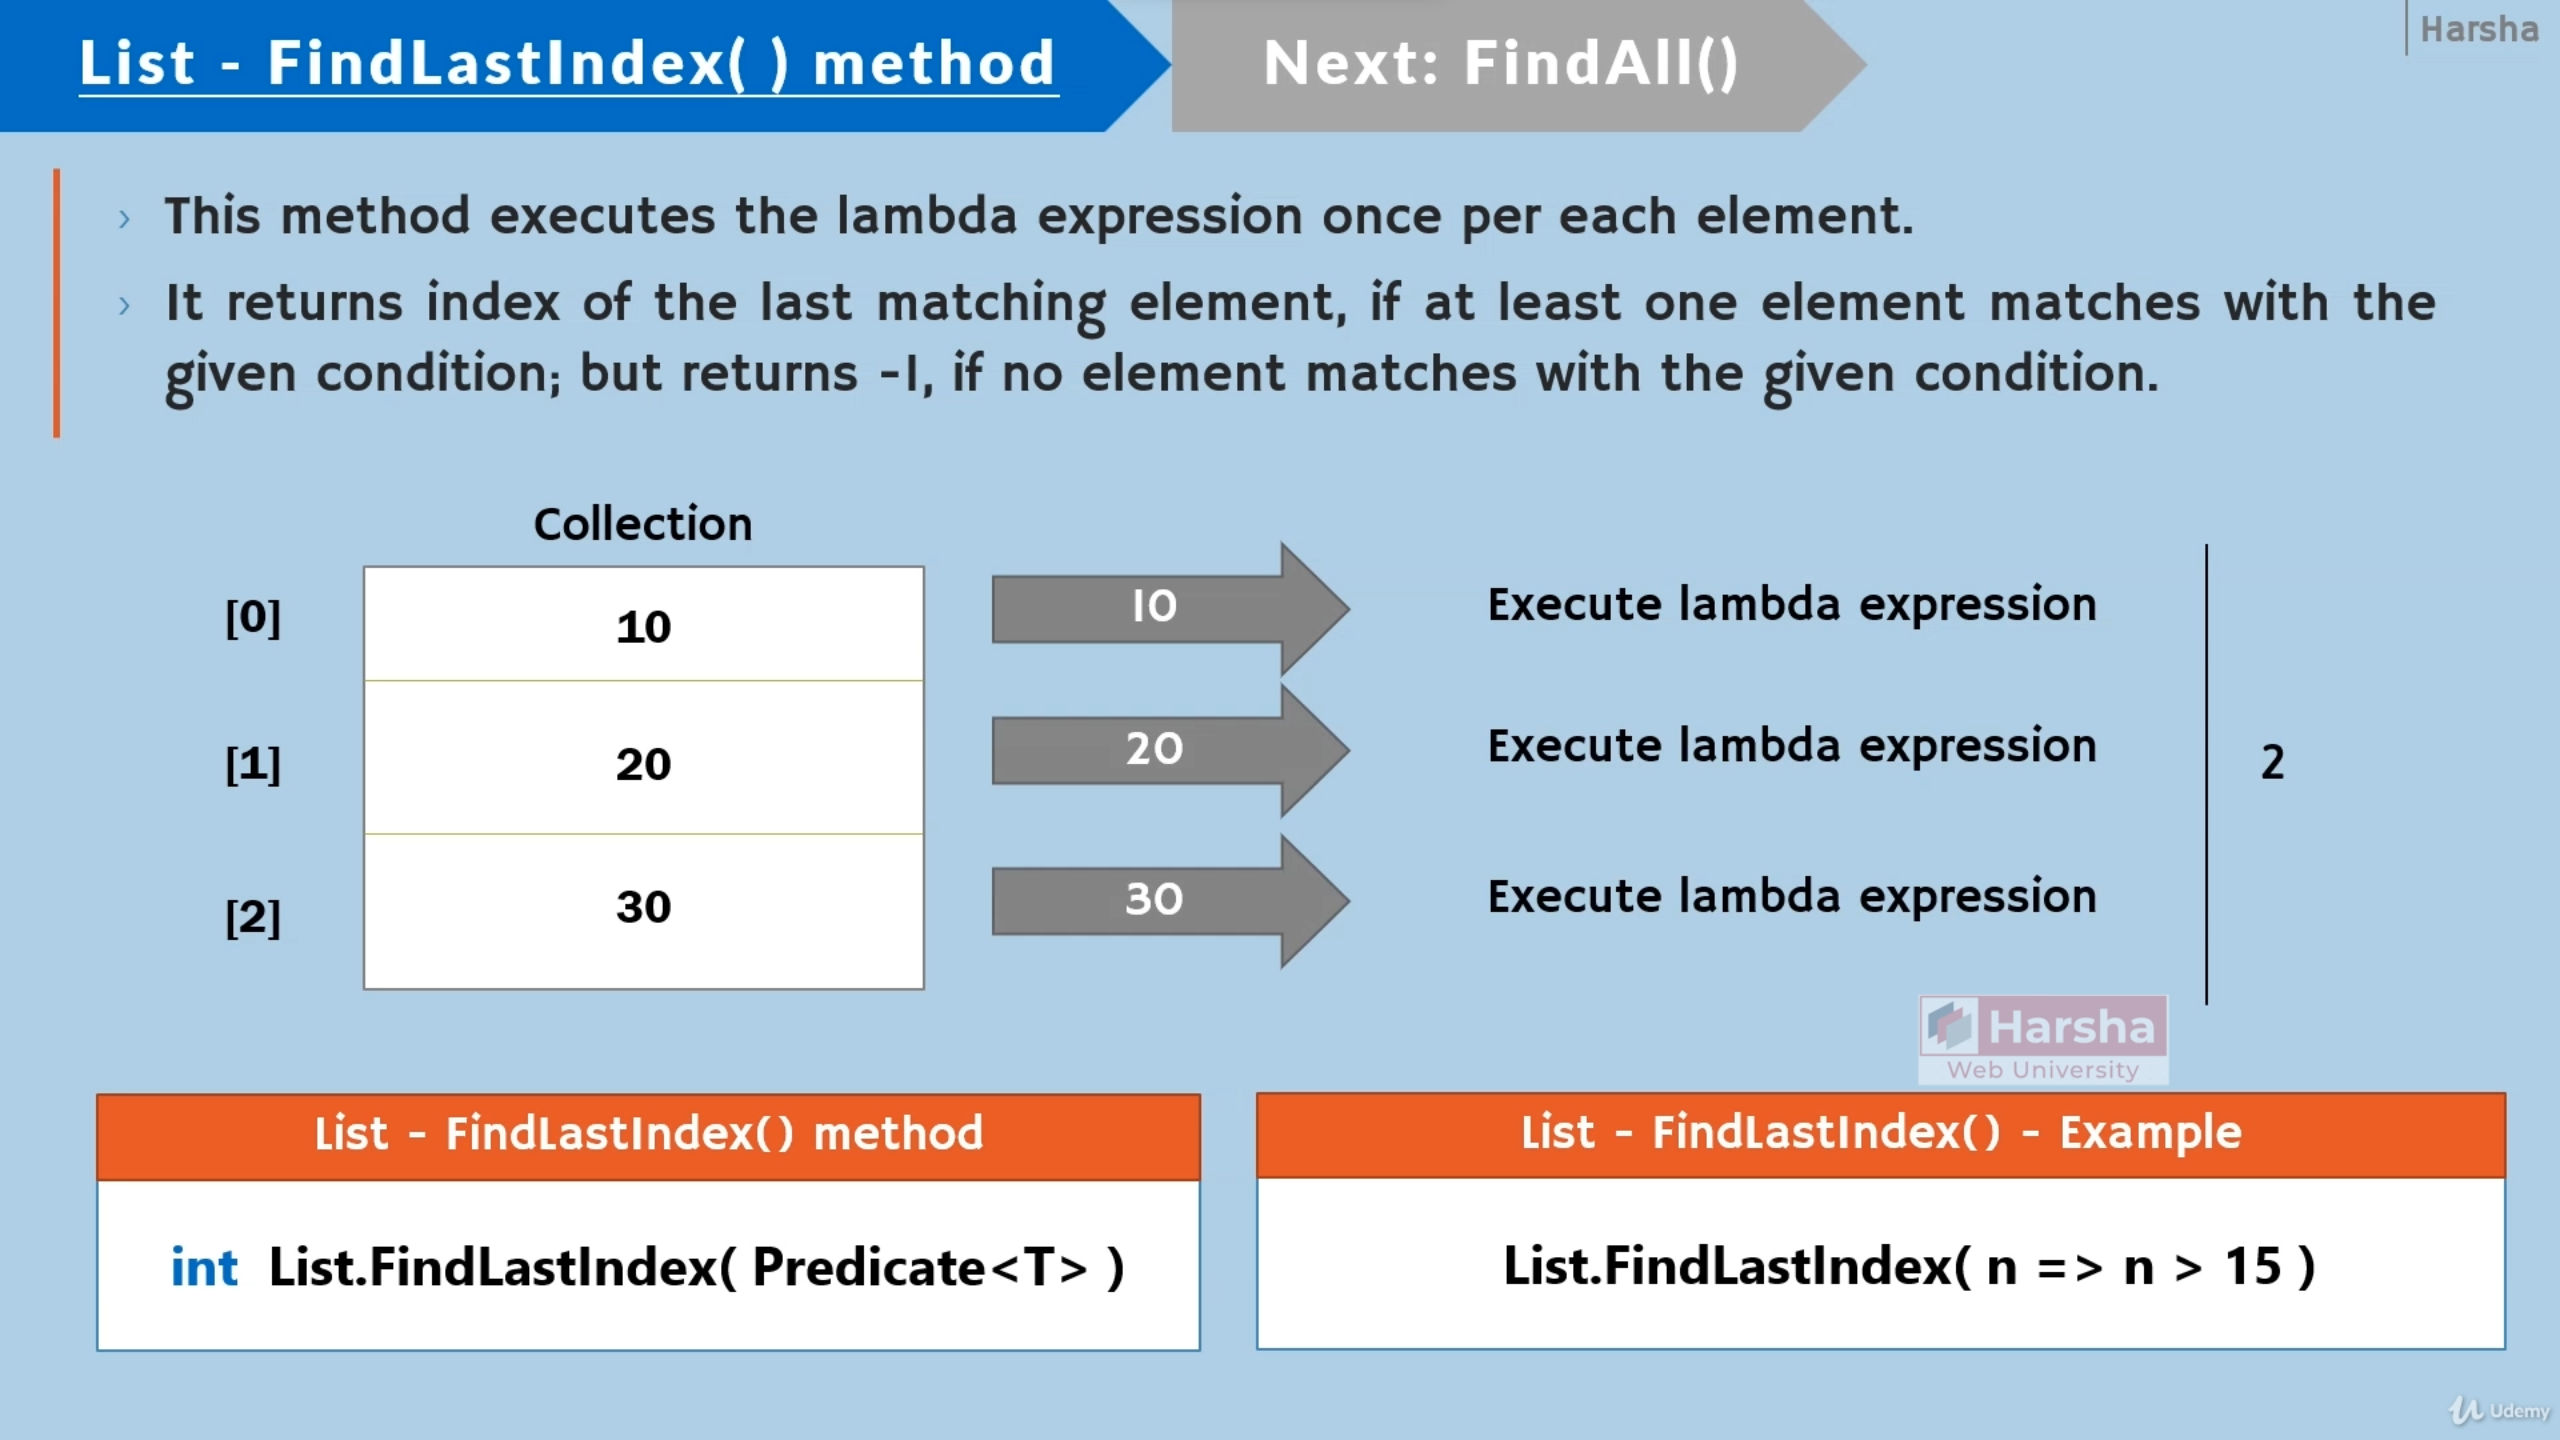 List - FindLastIndex( ) method
Next: FindAll()
Harsha
› This method executes the lambda expression once per each element.
› It returns index of the last matching element, if at least one element matches with the
given condition; but returns -1, if no element matches with the given condition.
Collection
[0] 10 10 Execute lambda expression
[1] 20 20 Execute lambda expression 2
[2] 30 30 Execute lambda expression
Harsha
Web University
List - FindLastIndex() method
int List.FindLastIndex( Predicate<T> )
List - FindLastIndex() - Example
List.FindLastIndex( n => n > 15 )
Udemy